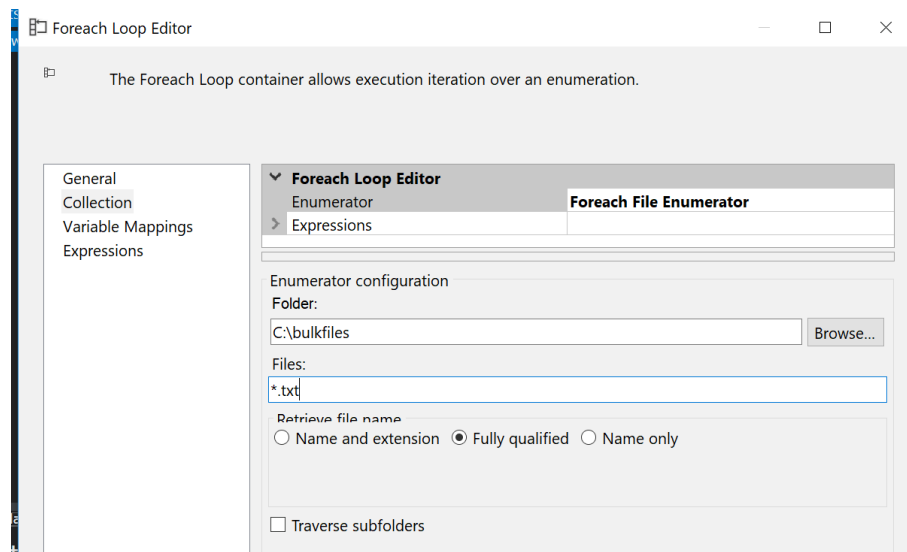 Foreach Loop Editor
The Foreach Loop container allows execution iteration over an enumeration.
General
Collection
Variable Mappings
Expressions
Foreach Loop Editor
Enumerator Foreach File Enumerator
Expressions
Enumerator configuration
Folder:
C:\bulkfiles Browse...
Files:
*.txt
Retrieve file name
Name and extension Fully qualified Name only
Traverse subfolders